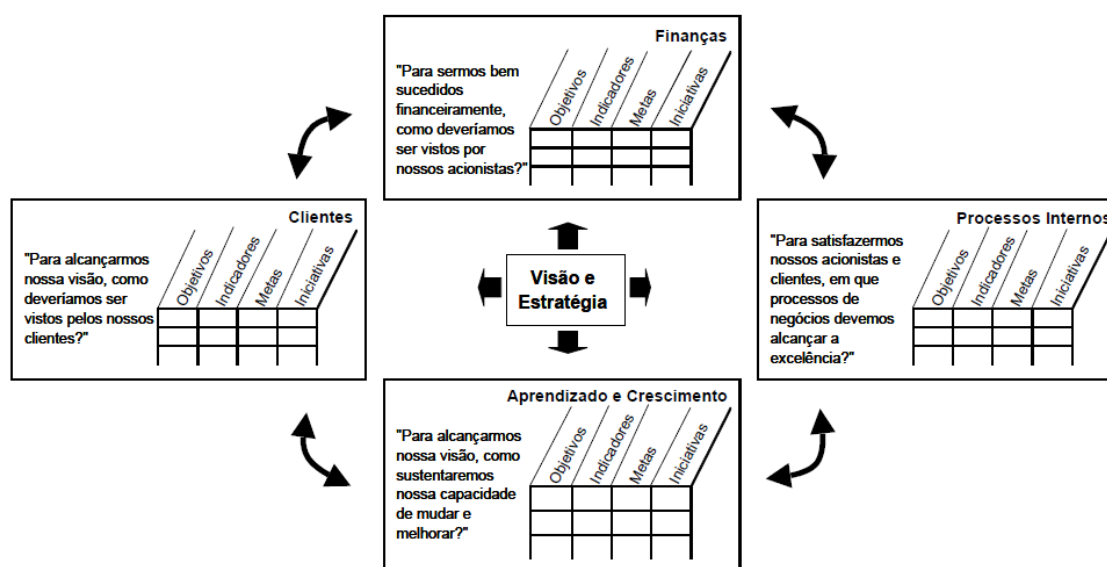 Finanças
"Para sermos bem
sucedidos
financeiramente,
como deveríamos
ser vistos por
nossos acionistas?"
Objetivos
Indicadores
Metas
Iniciativas
Clientes
"Para alcançarmos
nossa visão, como
deveríamos ser
vistos pelos nossos
clientes?"
Objetivos
Indicadores
Metas
Iniciativas
Visão e
Estratégia
Processos Internos
"Para satisfazermos
nossos acionistas e
clientes, em que
processos de
negócios devemos
alcançar a
excelência?"
Objetivos
Indicadores
Metas
Iniciativas
Aprendizado e Crescimento
"Para alcançarmos
nossa visão, como
sustentaremos
nossa capacidade
de mudar e
melhorar?"
Objetivos
Indicadores
Metas
Iniciativas